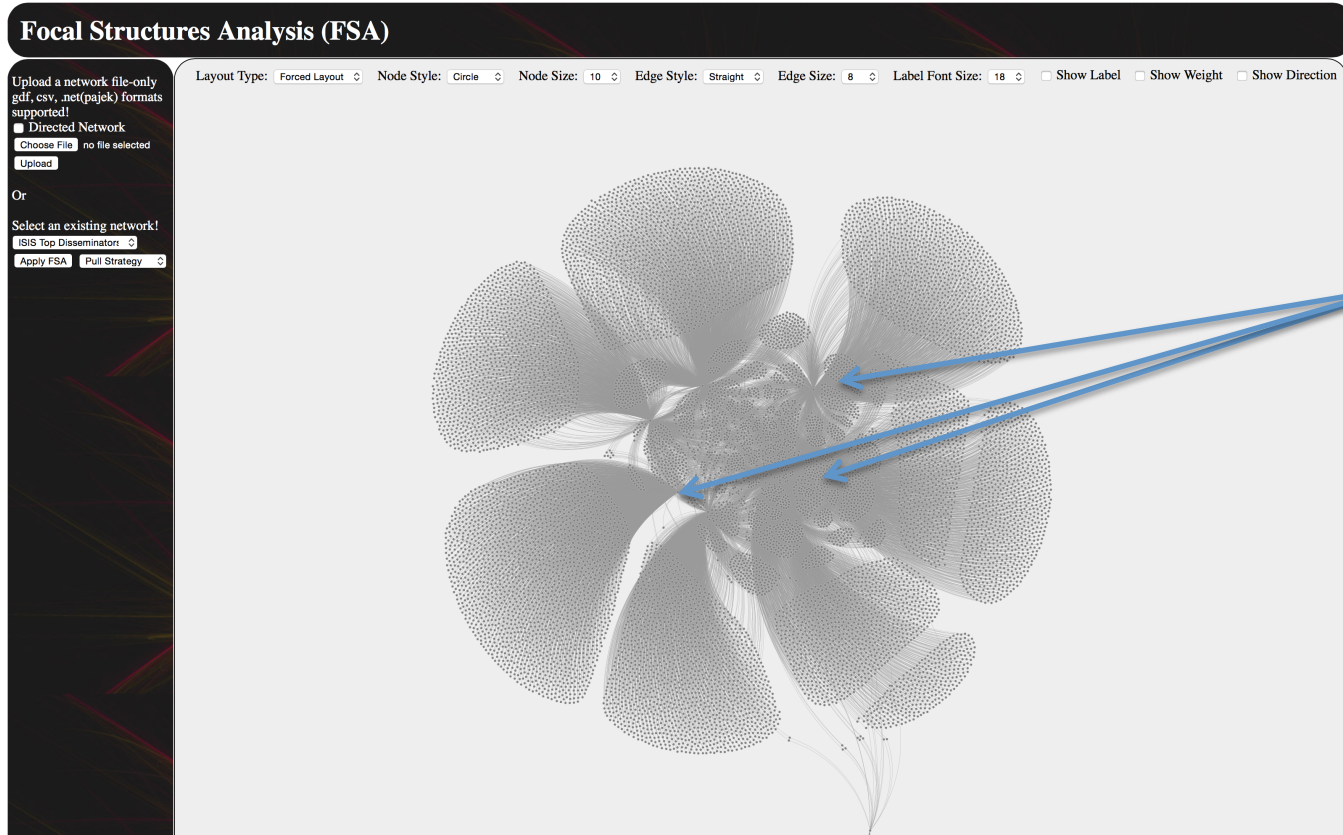 Focal Structures Analysis (FSA)
Layout Type: Forced Layout Node Style: Circle Node Size: 10 Edge Style: Straight Edge Size: 8 Label Font Size: 18 Show Label Show Weight Show Direction
Upload a network file-only
gdf, csv, .net(pajek) formats
supported!
Directed Network
Choose File no file selected
Upload
Or
Select an existing network!
ISIS Top Disseminators
Apply FSA Pull Strategy